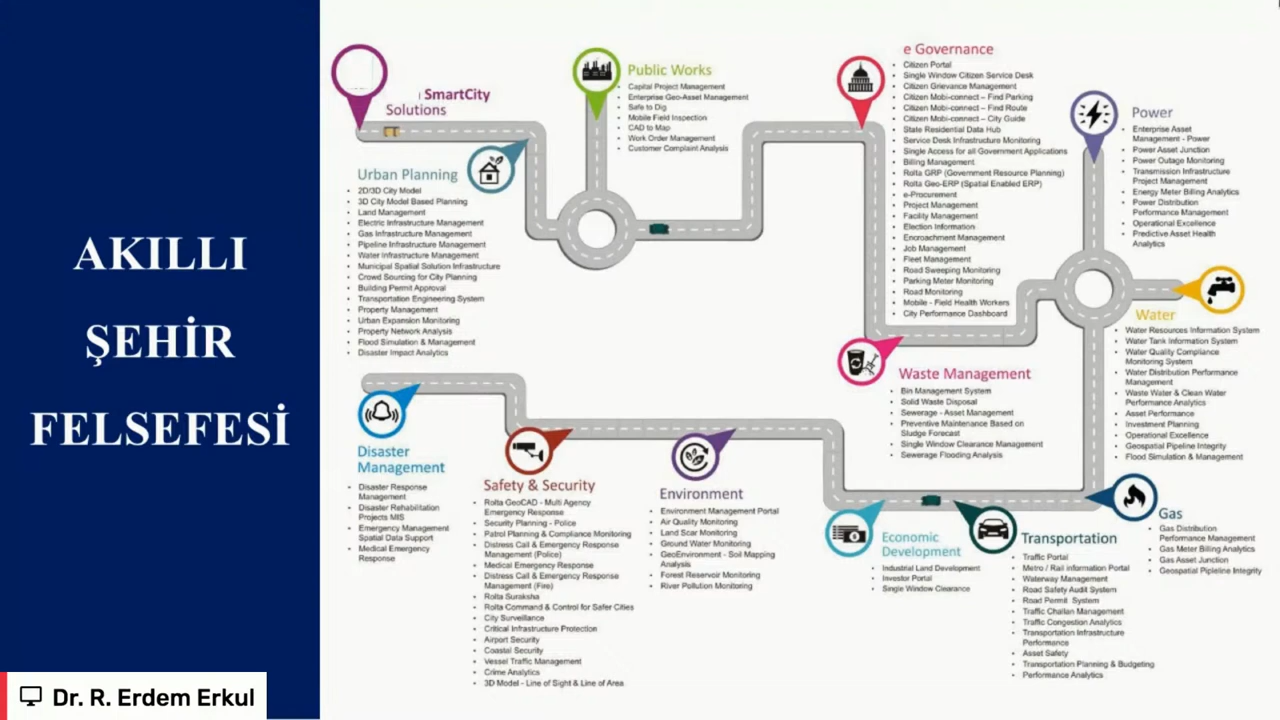 AKILLI
ŞEHİR
FELSEFESİ
Dr. R. Erdem Erkul
SmartCity
Solutions
Urban Planning
• 2D/3D City Model
• 3D City Model Based Planning
• Land Management
• Electric Infrastructure Management
• Gas Infrastructure Management
• Pipeline Infrastructure Management
• Water Infrastructure Management
• Municipal Spatial Solution Infrastructure
• Crowd Sourcing for City Planning
• Building Permit Approval
• Transportation Engineering System
• Property Management
• Urban Expansion Monitoring
• Property Network Analysis
• Flood Simulation & Management
• Disaster Impact Analytics
Public Works
• Capital Project Management
• Enterprise Geo-Asset Management
• Safe to Dig
• Mobile Field Inspection
• CAD to Map
• Work Order Management
• Customer Complaint Analysis
e Governance
• Citizen Portal
• Single Window Citizen Service Desk
• Citizen Grievance Management
• Citizen Mobi-connect – Find Parking
• Citizen Mobi-connect – Find Route
• Citizen Mobi-connect – City Guide
• State Residential Data Hub
• Service Desk Infrastructure Monitoring
• Single Access for all Government Applications
• Billing Management
• Rolta GRP (Government Resource Planning)
• Rolta Geo-ERP (Spatial Enabled ERP)
• e-Procurement
• Project Management
• Facility Management
• Election Information
• Encroachment Management
• Job Management
• Fleet Management
• Road Sweeping Monitoring
• Parking Meter Monitoring
• Road Monitoring
• Mobile - Field Health Workers
• City Performance Dashboard
Power
• Enterprise Asset
Management - Power
• Power Asset Junction
• Power Outage Monitoring
• Transmission Infrastructure
Project Management
• Energy Meter Billing Analytics
• Power Distribution
Performance Management
• Operational Excellence
• Predictive Asset Health
Analytics
Water
• Water Resources Information System
• Water Tank Information System
• Water Quality Compliance
Monitoring System
• Water Distribution Performance
Management
• Waste Water & Clean Water
Performance Analytics
• Asset Performance
• Investment Planning
• Operational Excellence
• Geospatial Pipeline Integrity
• Flood Simulation & Management
Waste Management
• Bin Management System
• Solid Waste Disposal
• Sewerage - Asset Management
• Preventive Maintenance Based on
Sludge Forecast
• Single Window Clearance Management
• Sewerage Flooding Analysis
Disaster
Management
• Disaster Response
Management
• Disaster Rehabilitation
Projects MIS
• Emergency Management
Spatial Data Support
• Medical Emergency
Response
Safety & Security
• Rolta GeoCAD - Multi Agency
Emergency Response
• Security Planning - Police
• Patrol Planning & Compliance Monitoring
• Distress Call & Emergency Response
Management (Police)
• Medical Emergency Response
• Distress Call & Emergency Response
Management (Fire)
• Rolta Suraksha
• Rolta Command & Control for Safer Cities
• City Surveillance
• Critical Infrastructure Protection
• Airport Security
• Coastal Security
• Vessel Traffic Management
• Crime Analytics
• 3D Model - Line of Sight & Line of Area
Environment
• Environment Management Portal
• Air Quality Monitoring
• Land Scar Monitoring
• Ground Water Monitoring
• GeoEnvironment - Soil Mapping
Analysis
• Forest Reservoir Monitoring
• River Pollution Monitoring
Economic
Development
• Industrial Land Development
• Investor Portal
• Single Window Clearance
Transportation
• Traffic Portal
• Metro / Rail Information Portal
• Waterway Management
• Road Safety Audit System
• Road Permit System
• Traffic Challan Management
• Traffic Congestion Analytics
• Transportation Infrastructure
Performance
• Asset Safety
• Transportation Planning & Budgeting
• Performance Analytics
Gas
• Gas Distribution
Performance Management
• Gas Meter Billing Analytics
• Gas Asset Junction
• Geospatial Pipleline Integrity